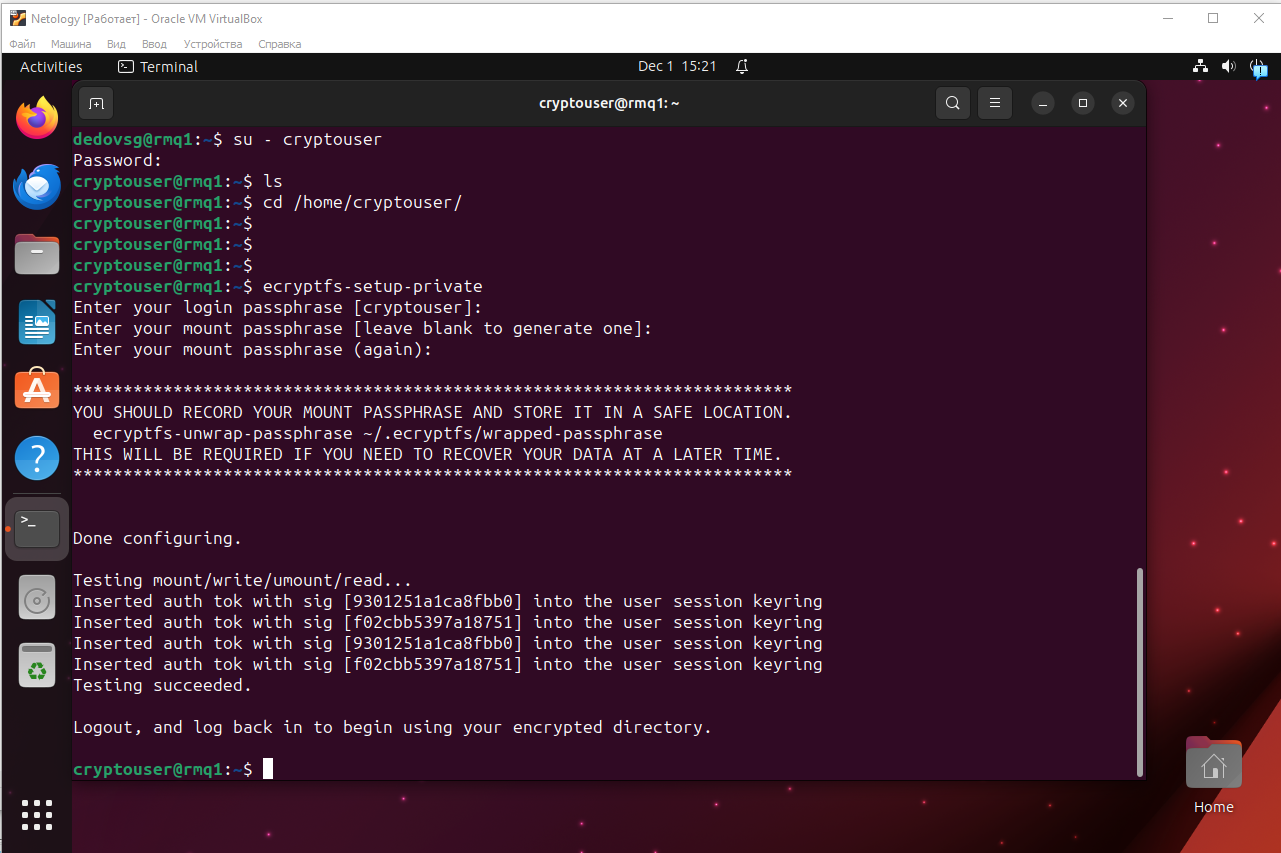 Netology [Работает] - Oracle VM VirtualBox
Файл Машина Вид Ввод Устройства Справка
Activities Terminal Dec 1 15:21
cryptouser@rmq1: ~
dedovsg@rmq1:~$ su - cryptouser
Password:
cryptouser@rmq1:~$ ls
cryptouser@rmq1:~$ cd /home/cryptouser/
cryptouser@rmq1:~$
cryptouser@rmq1:~$
cryptouser@rmq1:~$
cryptouser@rmq1:~$ ecryptfs-setup-private
Enter your login passphrase [cryptouser]:
Enter your mount passphrase [leave blank to generate one]:
Enter your mount passphrase (again):
************************************************************************
YOU SHOULD RECORD YOUR MOUNT PASSPHRASE AND STORE IT IN A SAFE LOCATION.
ecryptfs-unwrap-passphrase ~/.ecryptfs/wrapped-passphrase
THIS WILL BE REQUIRED IF YOU NEED TO RECOVER YOUR DATA AT A LATER TIME.
************************************************************************
Done configuring.
Testing mount/write/umount/read...
Inserted auth tok with sig [9301251a1ca8fbb0] into the user session keyring
Inserted auth tok with sig [f02cbb5397a18751] into the user session keyring
Inserted auth tok with sig [9301251a1ca8fbb0] into the user session keyring
Inserted auth tok with sig [f02cbb5397a18751] into the user session keyring
Testing succeeded.
Logout, and log back in to begin using your encrypted directory.
cryptouser@rmq1:~$
Home